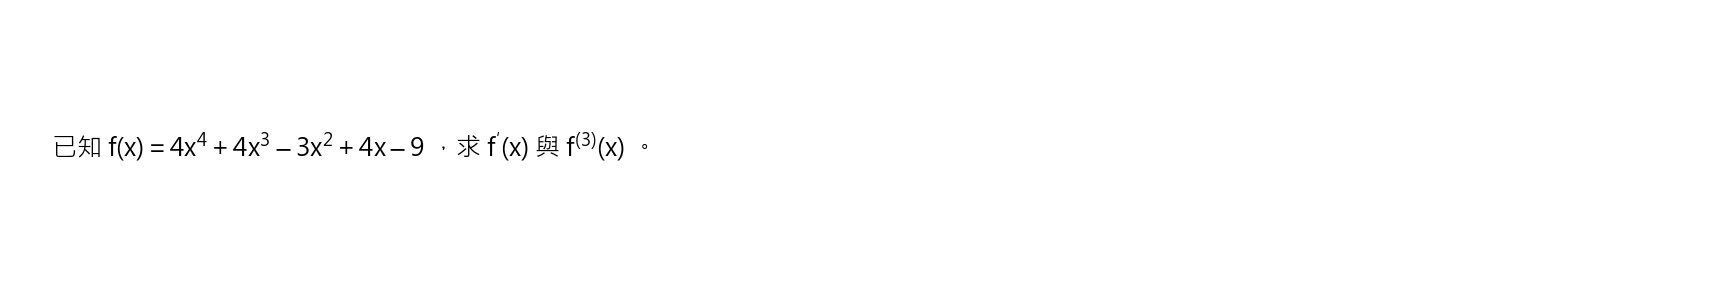 已知 f(x) = 4x⁴ + 4x³ – 3x² + 4x – 9 ，求 f′(x) 與 f⁽³⁾(x) 。